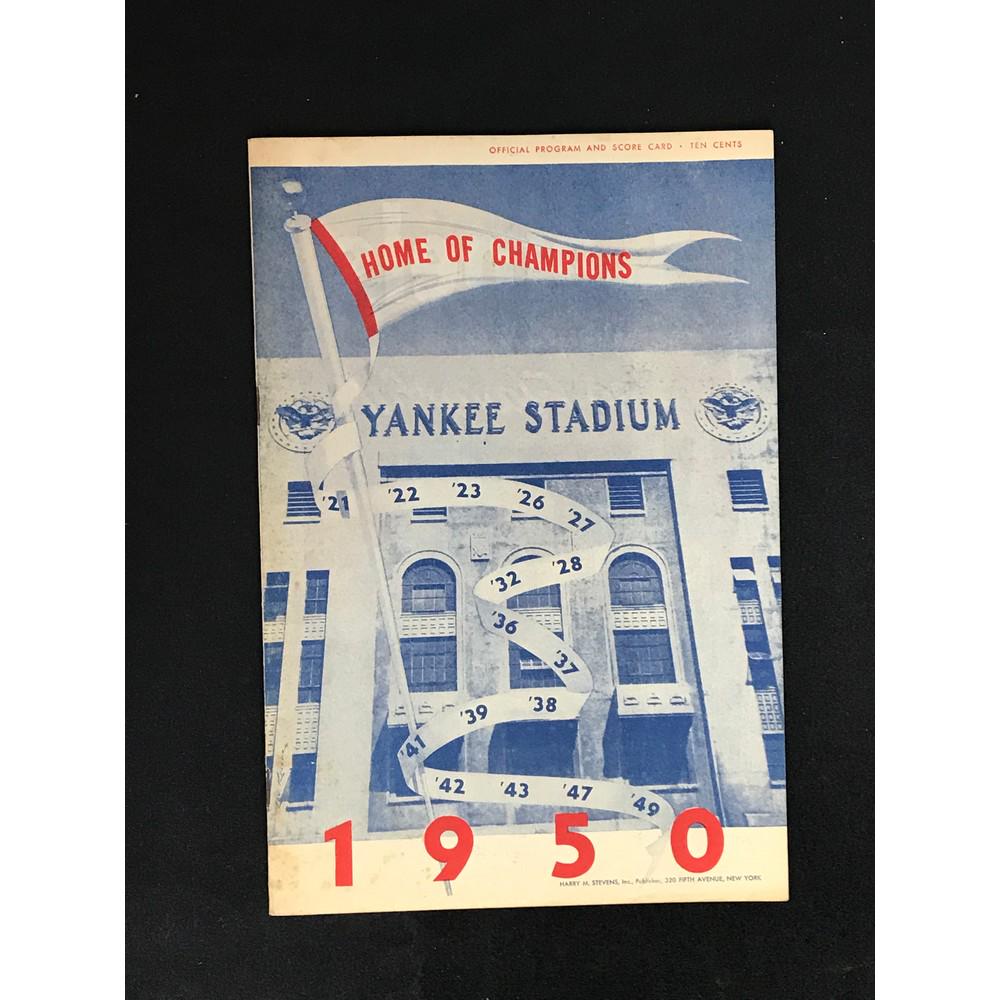 OFFICIAL PROGRAM AND SCORE CARD • TEN CENTS
HOME OF CHAMPIONS
YANKEE STADIUM
'21 '22 '23 '26 '27
'32 '28
'36
'37
'39 '38
'41
'42 '43 '47 '49
1950
HARRY M. STEVENS, Inc., Publisher, 320 FIFTH AVENUE, NEW YORK